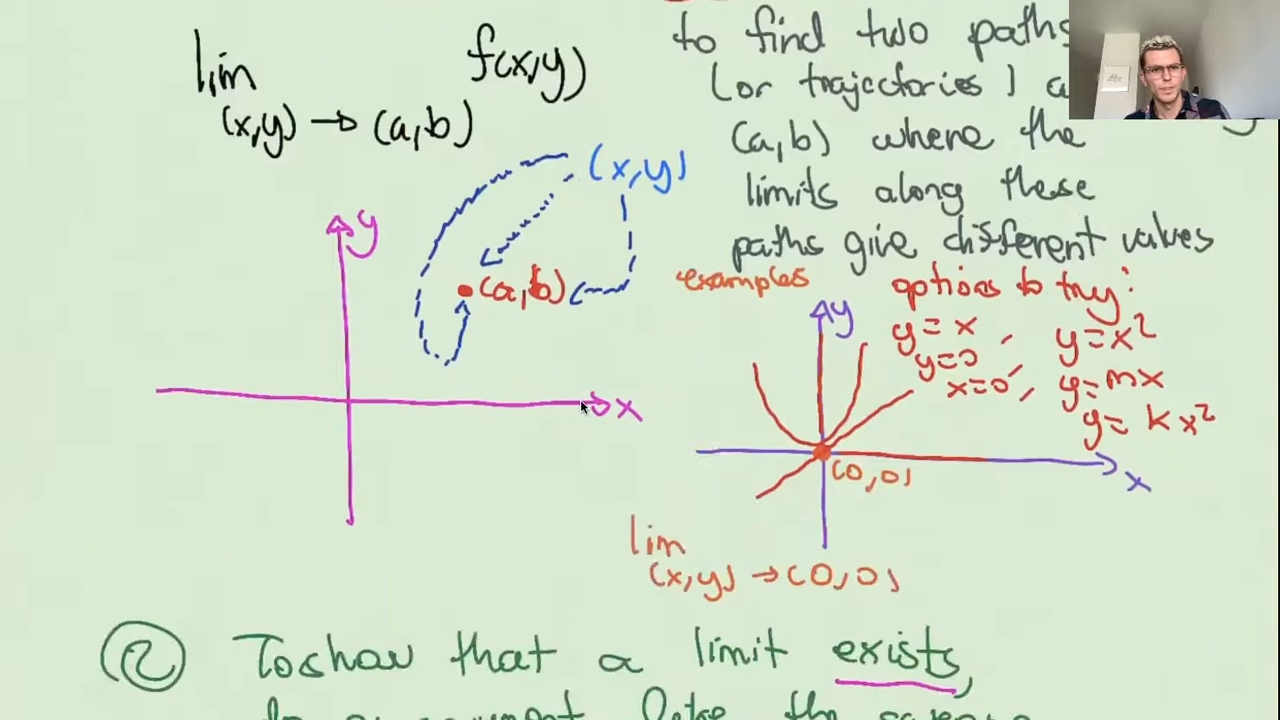 lim f(x,y)
(x,y) → (a,b)
(x,y)
y
(a,b)
x
to find two paths
(or trajectories)
(a,b) where the
limits along these
paths give different values
examples
options to try:
y = x, y = x²
y=0
x=0, y=mx
y= kx²
y
(0,0)
x
lim
(x,y) → (0,0)
② To show that a limit exists,